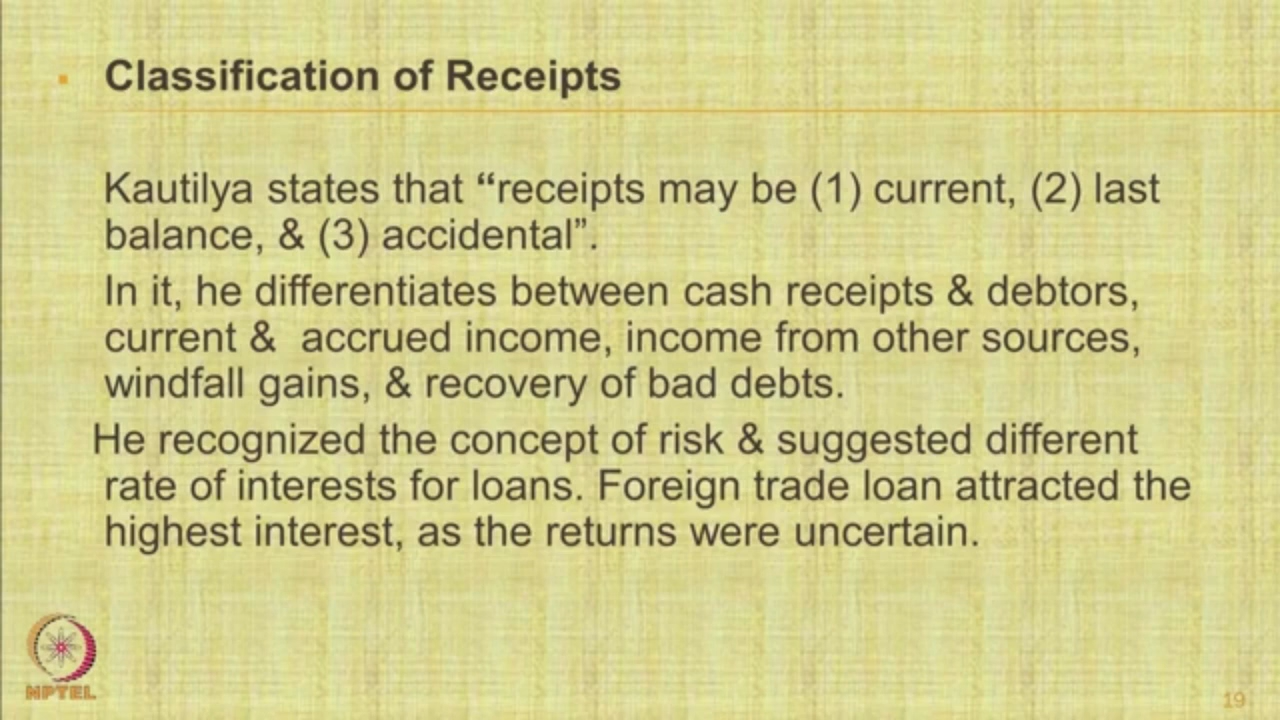 Classification of Receipts
Kautilya states that “receipts may be (1) current, (2) last
balance, & (3) accidental”.
In it, he differentiates between cash receipts & debtors,
current & accrued income, income from other sources,
windfall gains, & recovery of bad debts.
He recognized the concept of risk & suggested different
rate of interests for loans. Foreign trade loan attracted the
highest interest, as the returns were uncertain.
NPTEL
19